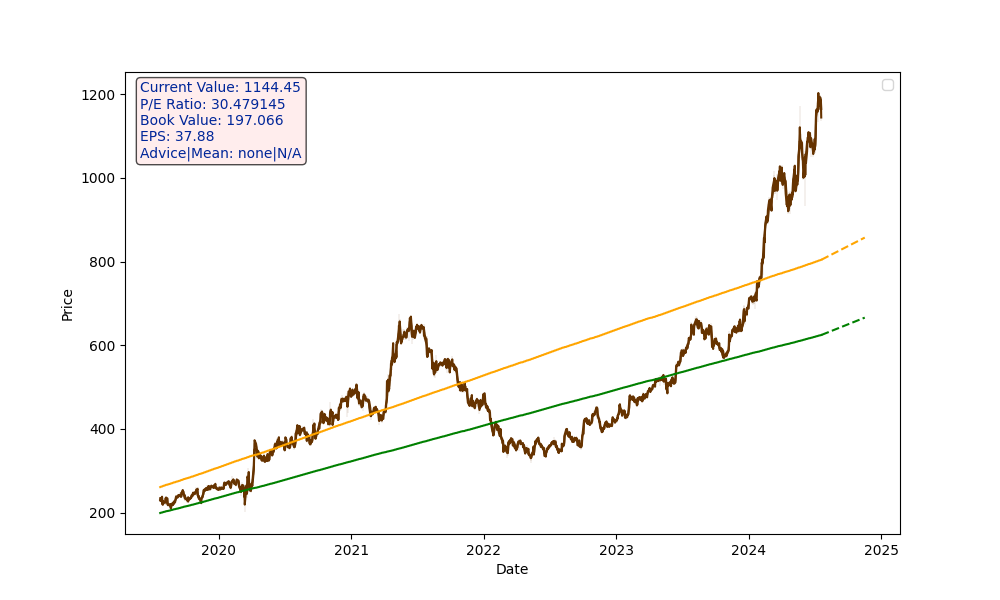 Current Value: 1144.45
P/E Ratio: 30.479145
Book Value: 197.066
EPS: 37.88
Advice|Mean: none|N/A
1200
1000
800
600
400
200
Price
2020 2021 2022 2023 2024 2025
Date